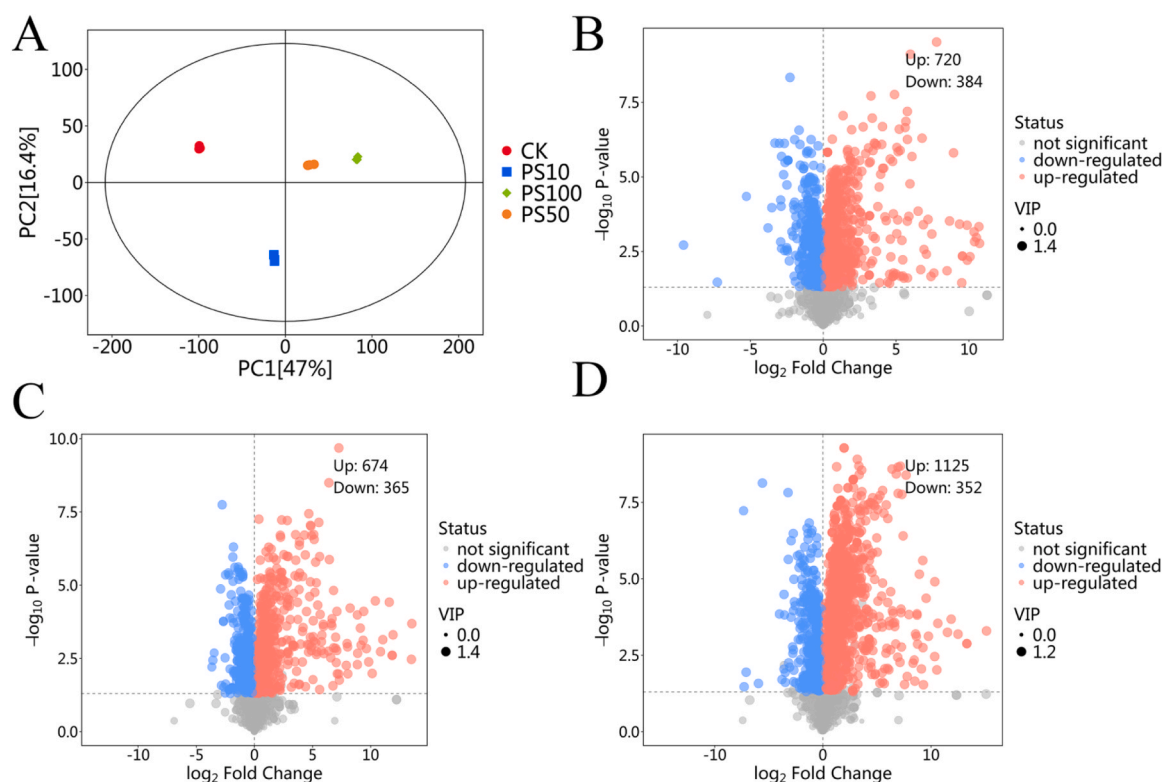 A
PC2[16.4%]
100
50
0
-50
-100
-200
-100
0
100
200
PC1[47%]
CK
PS10
PS100
PS50
B
-log10 P-value
7.5
5.0
2.5
0.0
-10
-5
0
5
10
log2 Fold Change
Up: 720
Down: 384
Status
not significant
down-regulated
up-regulated
VIP
0.0
1.4
C
-log10 P-value
10.0
7.5
5.0
2.5
0.0
-10
-5
0
5
10
log2 Fold Change
Up: 674
Down: 365
Status
not significant
down-regulated
up-regulated
VIP
0.0
1.4
D
-log10 P-value
7.5
5.0
2.5
0.0
-10
0
10
log2 Fold Change
Up: 1125
Down: 352
Status
not significant
down-regulated
up-regulated
VIP
0.0
1.2